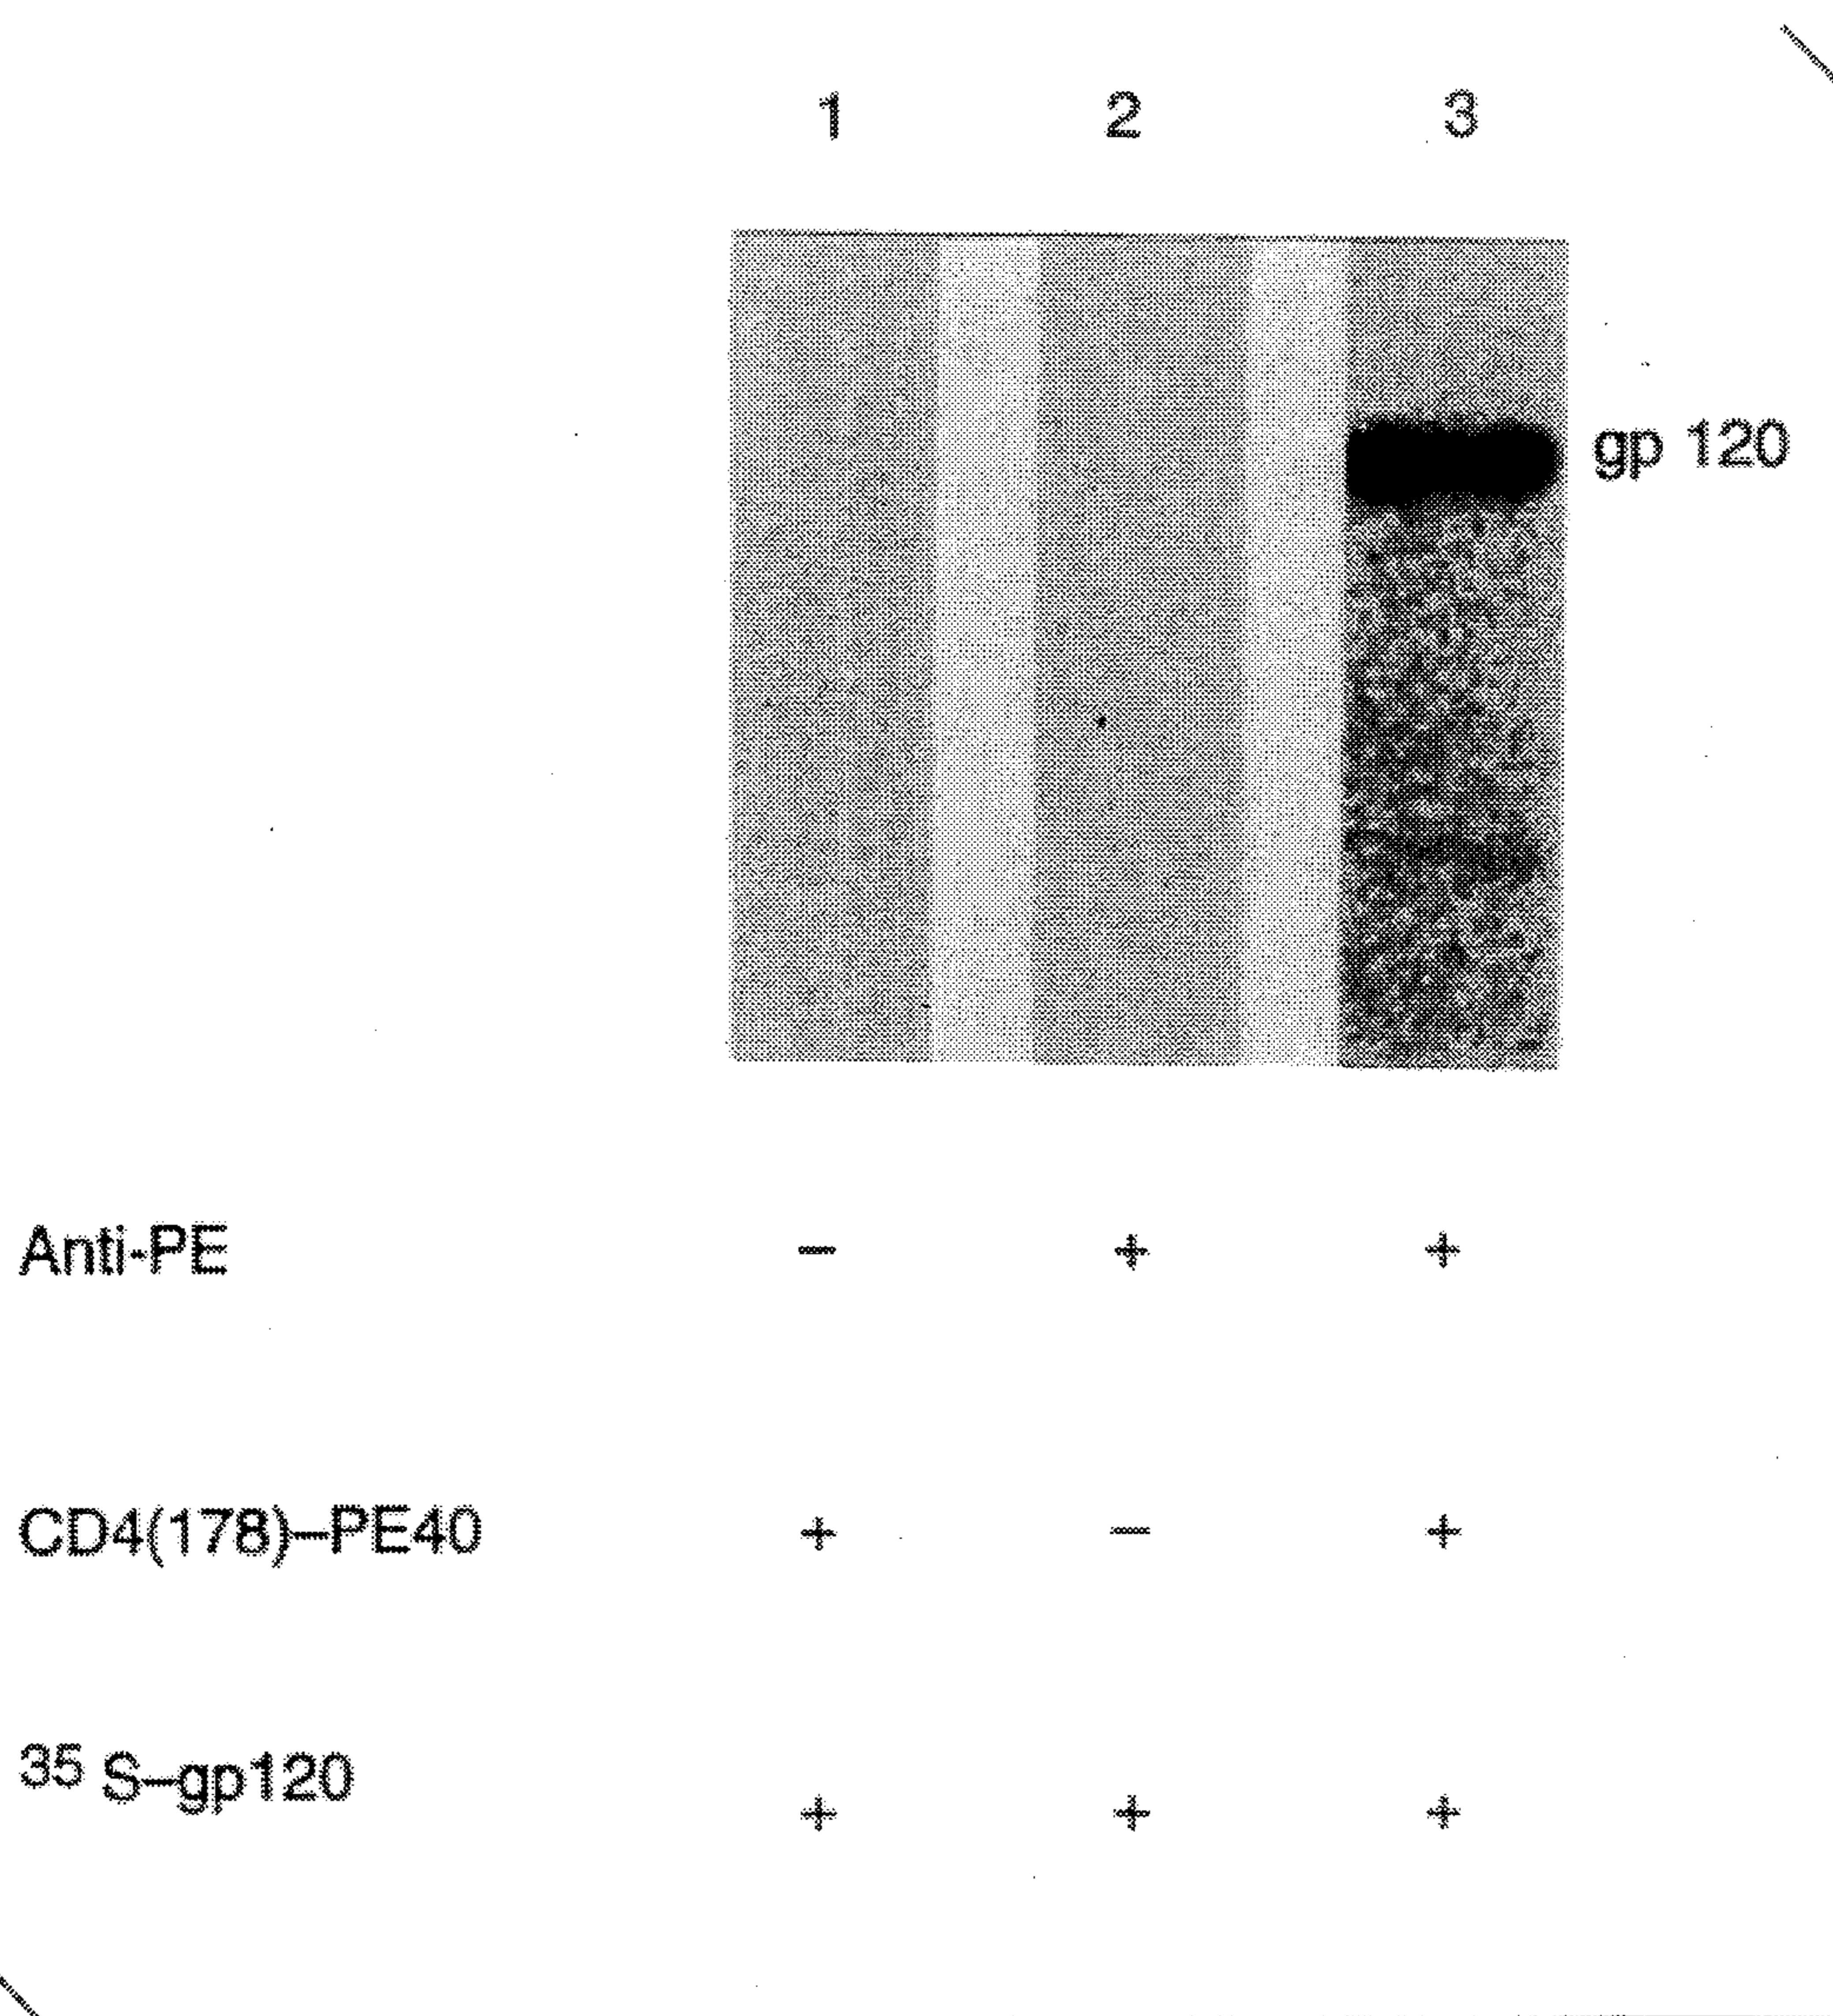 1 2 3
gp 120
Anti-PE − + +
CD4(178)–PE40 + − +
35 S–gp120 + + +